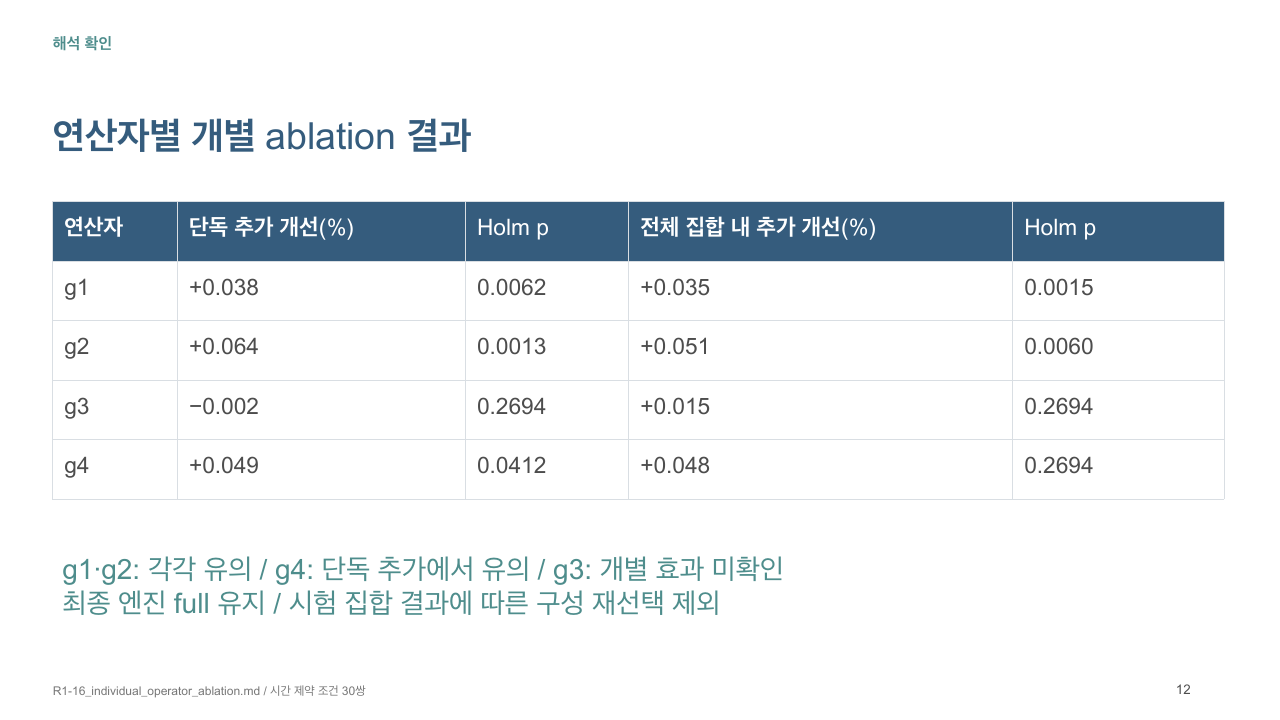 해석 확인
연산자별 개별 ablation 결과
연산자 단독 추가 개선(%) Holm p 전체 집합 내 추가 개선(%) Holm p
g1 +0.038 0.0062 +0.035 0.0015
g2 +0.064 0.0013 +0.051 0.0060
g3 −0.002 0.2694 +0.015 0.2694
g4 +0.049 0.0412 +0.048 0.2694
g1·g2: 각각 유의 / g4: 단독 추가에서 유의 / g3: 개별 효과 미확인
최종 엔진 full 유지 / 시험 집합 결과에 따른 구성 재선택 제외
R1-16_individual_operator_ablation.md / 시간 제약 조건 30쌍
12